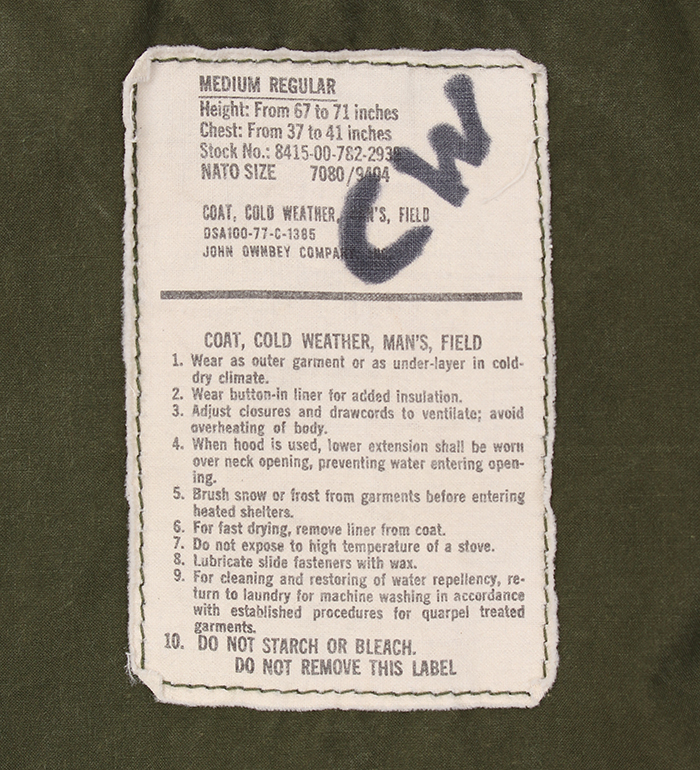 MEDIUM REGULAR
Height: From 67 to 71 inches
Chest: From 37 to 41 inches
Stock No.: 8415-00-782-2939
NATO SIZE 7080/9404
CW
COAT, COLD WEATHER, MAN'S, FIELD
DSA100-77-C-1385
JOHN OWNBEY COMPANY
COAT, COLD WEATHER, MAN'S, FIELD
1. Wear as outer garment or as under-layer in cold-
dry climate.
2. Wear button-in liner for added insulation.
3. Adjust closures and drawcords to ventilate; avoid
overheating of body.
4. When hood is used, lower extension shall be worn
over neck opening, preventing water entering open-
ing.
5. Brush snow or frost from garments before entering
heated shelters.
6. For fast drying, remove liner from coat.
7. Do not expose to high temperature of a stove.
8. Lubricate slide fasteners with wax.
9. For cleaning and restoring of water repellency, re-
turn to laundry for machine washing in accordance
with established procedures for quarpel treated
garments.
10. DO NOT STARCH OR BLEACH.
DO NOT REMOVE THIS LABEL